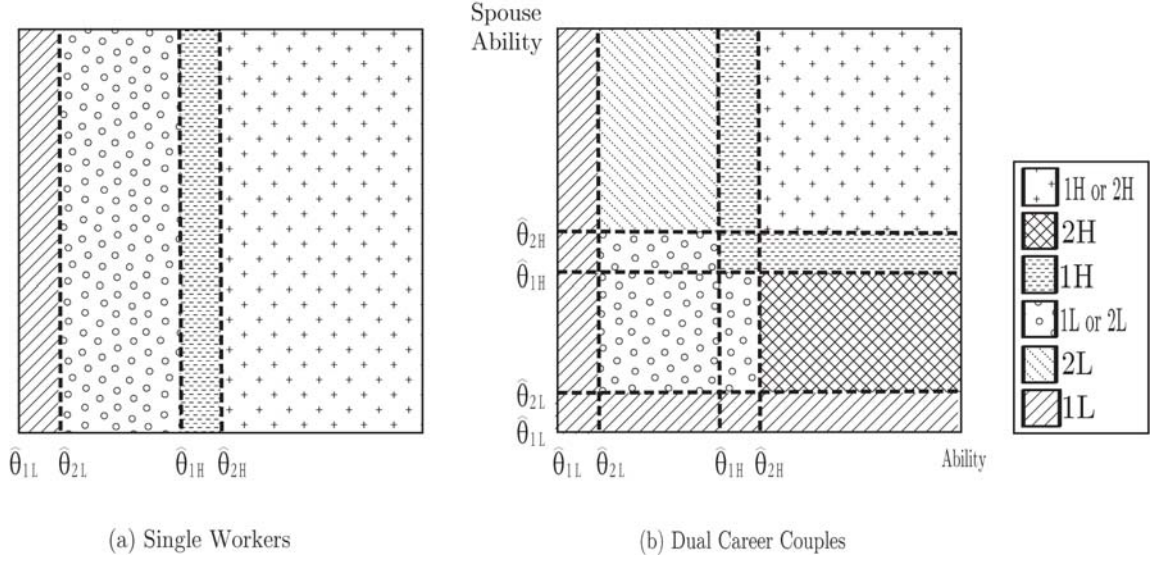 Spouse
Ability
θ̂₂H
θ̂₁H
θ̂₂L
θ̂₁L
θ̂₁L θ̂₂L θ̂₁H θ̂₂H
θ̂₁L θ̂₂L θ̂₁H θ̂₂H Ability
1H or 2H
2H
1H
1L or 2L
2L
1L
(a) Single Workers
(b) Dual Career Couples